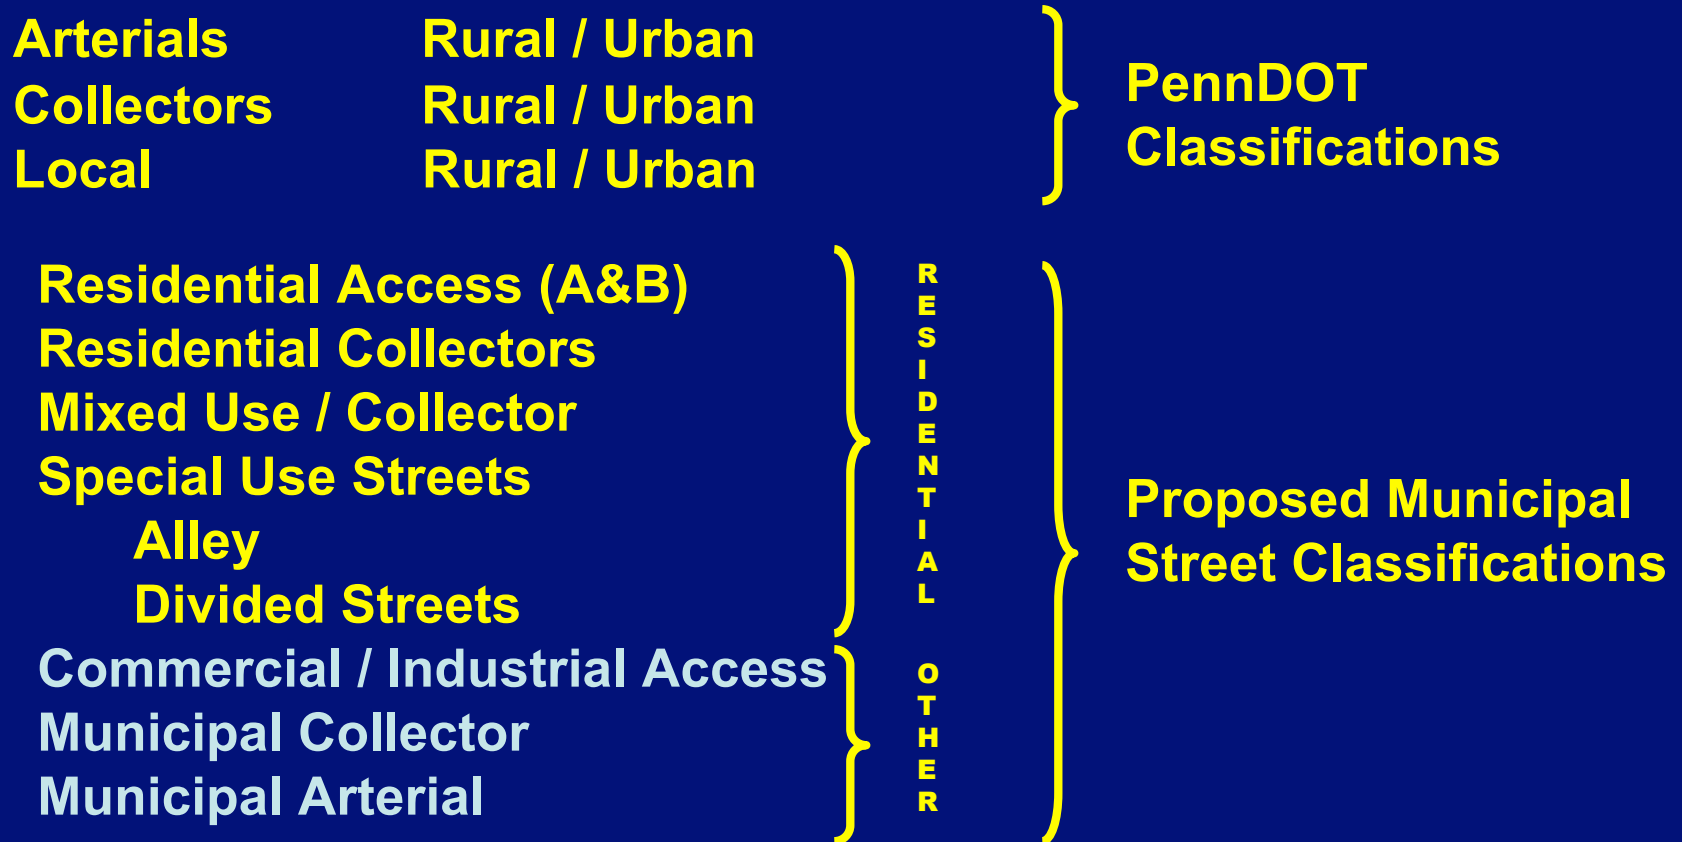 Arterials Rural / Urban
Collectors Rural / Urban
Local Rural / Urban
PennDOT
Classifications
Residential Access (A&B)
Residential Collectors
Mixed Use / Collector
Special Use Streets
Alley
Divided Streets
RESIDENTIAL
Commercial / Industrial Access
Municipal Collector
Municipal Arterial
OTHER
Proposed Municipal
Street Classifications